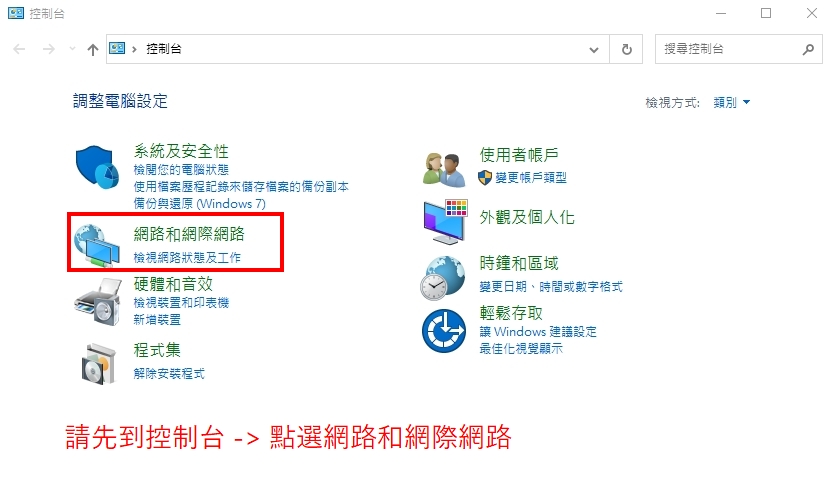 控制台
控制台
搜尋控制台
調整電腦設定
檢視方式: 類別
系統及安全性
檢閱您的電腦狀態
使用檔案歷程記錄來儲存檔案的備份副本
備份與還原 (Windows 7)
網路和網際網路
檢視網路狀態及工作
硬體和音效
檢視裝置和印表機
新增裝置
程式集
解除安裝程式
使用者帳戶
變更帳戶類型
外觀及個人化
時鐘和區域
變更日期、時間或數字格式
輕鬆存取
讓 Windows 建議設定
最佳化視覺顯示
請先到控制台 -> 點選網路和網際網路